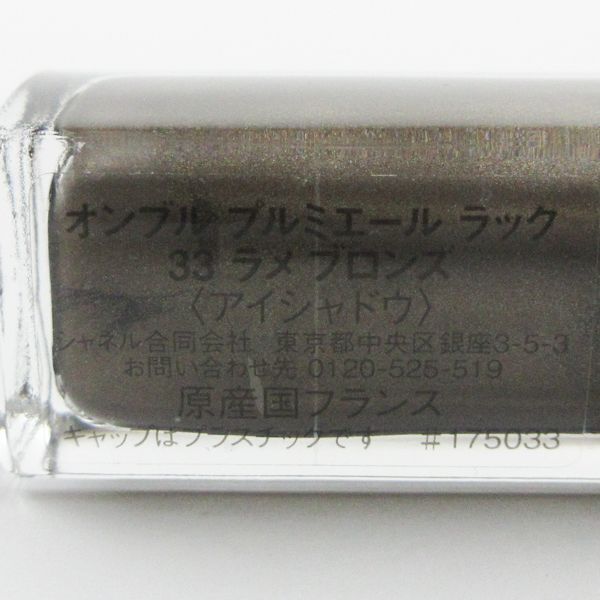 オンブル プルミエール ラック
33 ラメ ブロンズ
〈アイシャドウ〉
シャネル合同会社 東京都中央区銀座3-5-3
お問い合わせ先 0120-525-519
原産国フランス
キャップはプラスチックです #175033